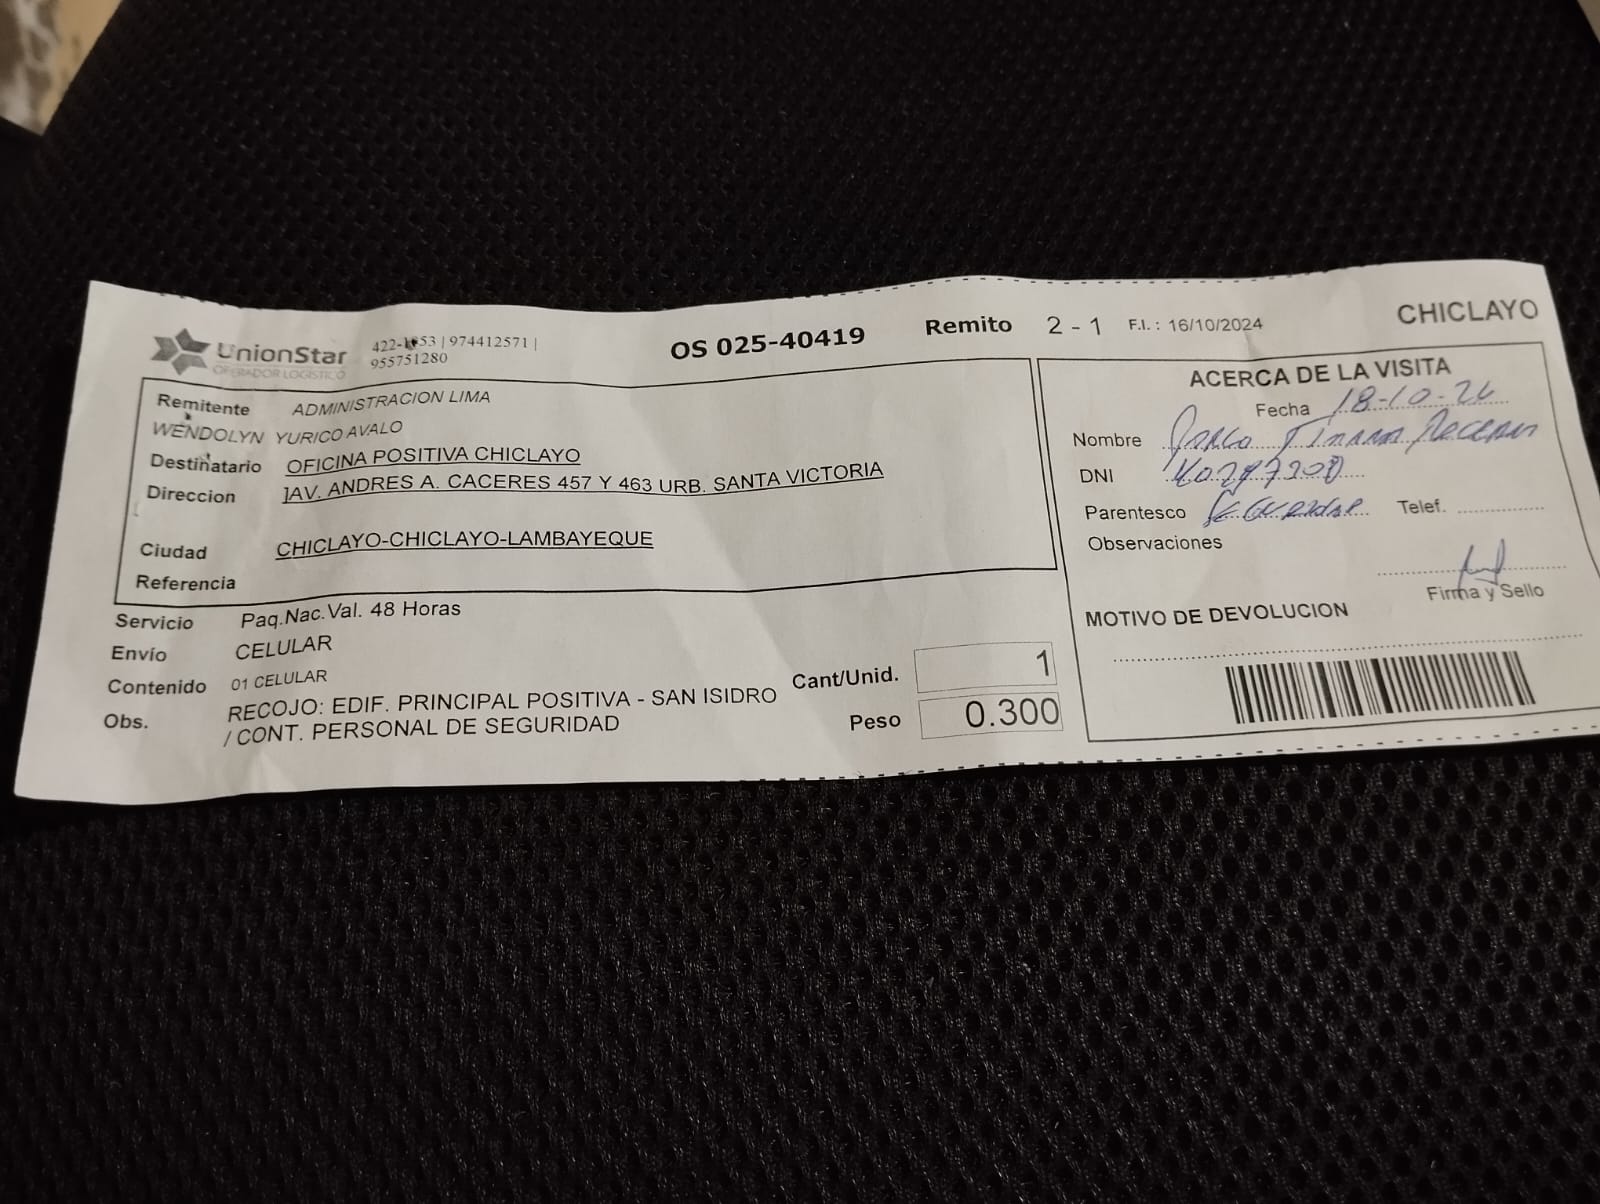 UnionStar
OPERADOR LOGÍSTICO
974412571 |
955751280
OS 025-40419
Remito 2 - 1 F.I. : 16/10/2024
CHICLAYO
Remitente ADMINISTRACION LIMA
WENDOLYN YURICO AVALO
Destinatario OFICINA POSITIVA CHICLAYO
Direccion AV. ANDRES A. CACERES 457 Y 463 URB. SANTA VICTORIA
Ciudad CHICLAYO-CHICLAYO-LAMBAYEQUE
Referencia
Servicio Paq.Nac.Val. 48 Horas
Envío CELULAR
Contenido 01 CELULAR
Obs. RECOJO: EDIF. PRINCIPAL POSITIVA - SAN ISIDRO
/ CONT. PERSONAL DE SEGURIDAD
Cant/Unid. 1
Peso 0.300
ACERCA DE LA VISITA
Fecha 18-10-24
Nombre
DNI
Parentesco Telef.
Observaciones
Firma y Sello
MOTIVO DE DEVOLUCION